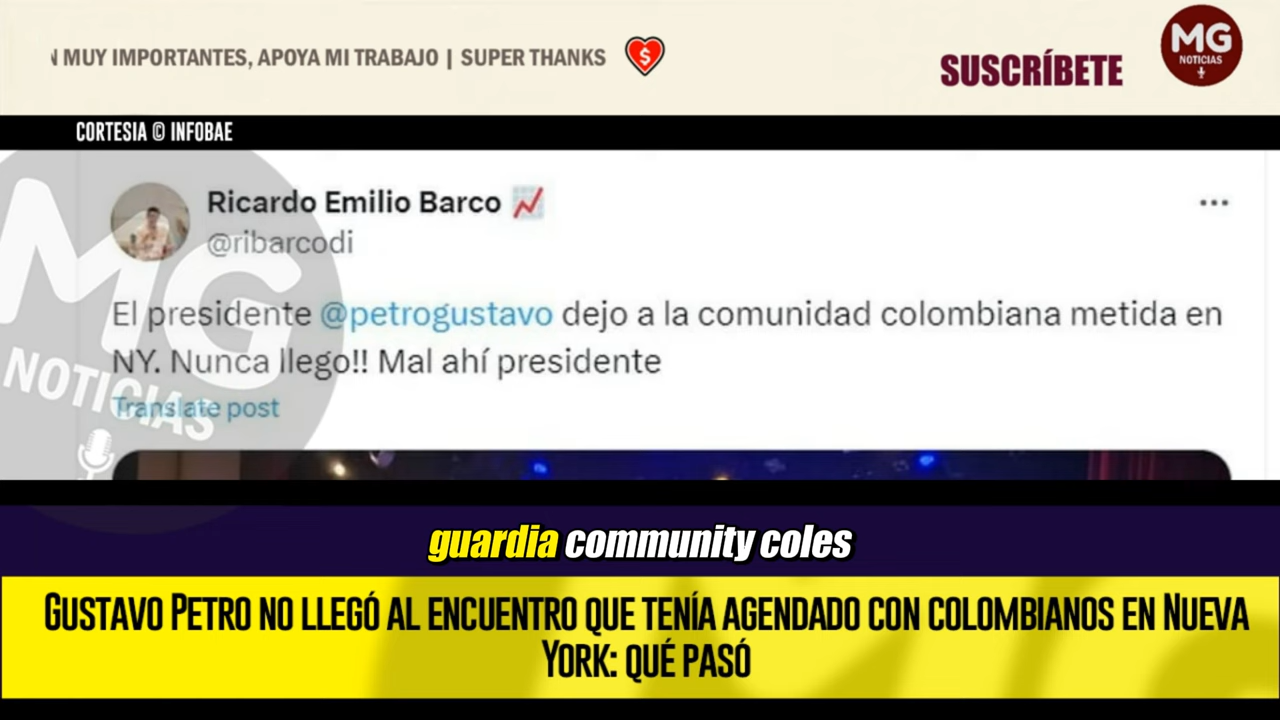 MUY IMPORTANTES, APOYA MI TRABAJO | SUPER THANKS
SUSCRÍBETE
MG
NOTICIAS
CORTESIA © INFOBAE
Ricardo Emilio Barco
@ribarcodi
El presidente @petrogustavo dejo a la comunidad colombiana metida en
NY. Nunca llego!! Mal ahí presidente
Translate post
MG
NOTICIAS
guardia community coles
GUSTAVO PETRO NO LLEGÓ AL ENCUENTRO QUE TENÍA AGENDADO CON COLOMBIANOS EN NUEVA
YORK: QUÉ PASÓ